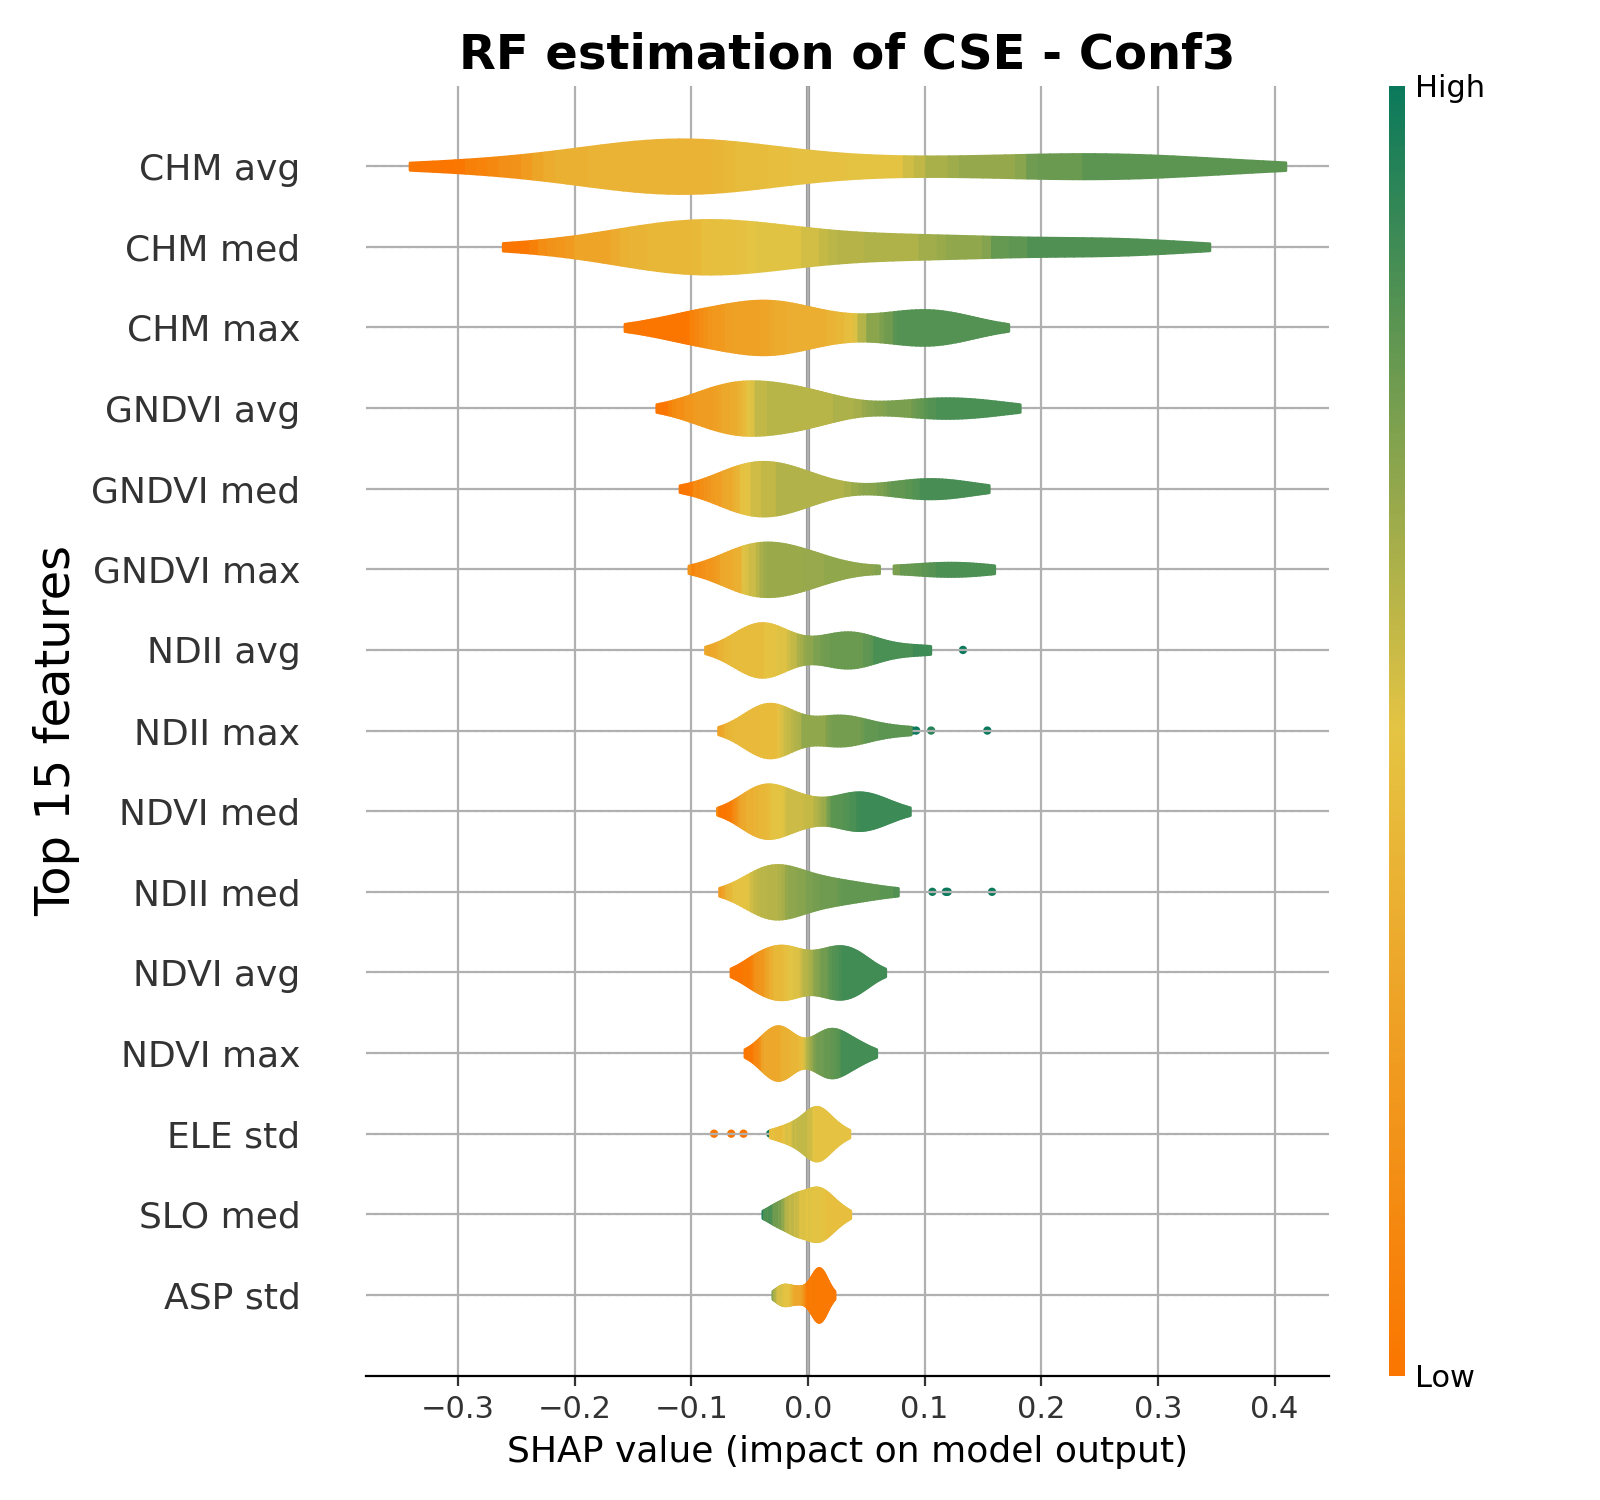 RF estimation of CSE - Conf3
High
CHM avg
CHM med
CHM max
GNDVI avg
GNDVI med
GNDVI max
NDII avg
NDII max
NDVI med
NDII med
NDVI avg
NDVI max
ELE std
SLO med
ASP std
Top 15 features
Low
−0.3 −0.2 −0.1 0.0 0.1 0.2 0.3 0.4
SHAP value (impact on model output)